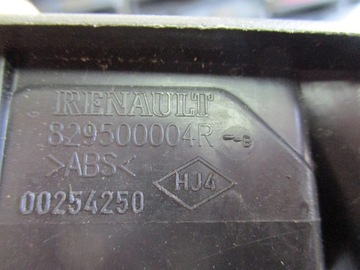 RENAULT
829500004R --B
>ABS<
HJ4
00254250